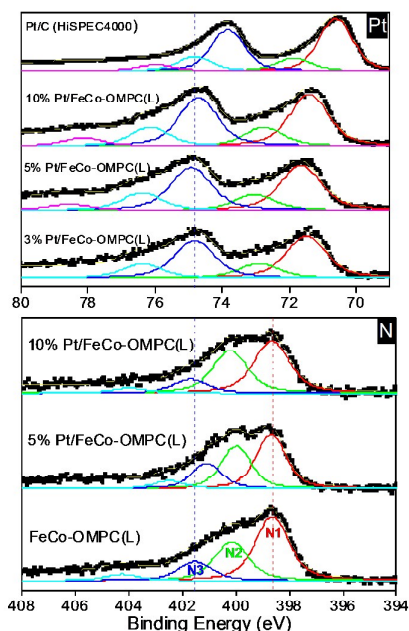 Pt/C (HiSPEC4000)
Pt
10% Pt/FeCo-OMPC(L)
5% Pt/FeCo-OMPC(L)
3% Pt/FeCo-OMPC(L)
80 78 76 74 72 70
N
10% Pt/FeCo-OMPC(L)
5% Pt/FeCo-OMPC(L)
FeCo-OMPC(L)
N3 N2 N1
408 406 404 402 400 398 396 394
Binding Energy (eV)